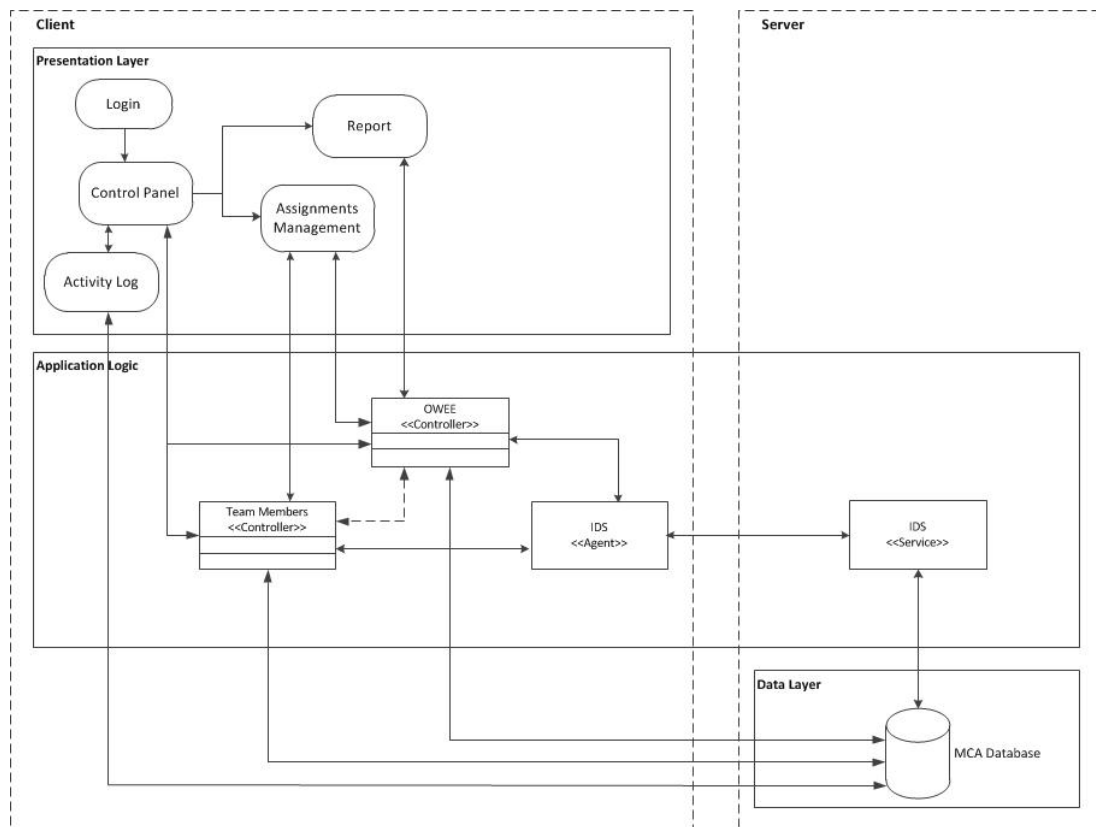 Client
Server
Presentation Layer
Login
Report
Control Panel
Assignments
Management
Activity Log
Application Logic
OWEE
<<Controller>>
Team Members
<<Controller>>
IDS
<<Agent>>
IDS
<<Service>>
Data Layer
MCA Database